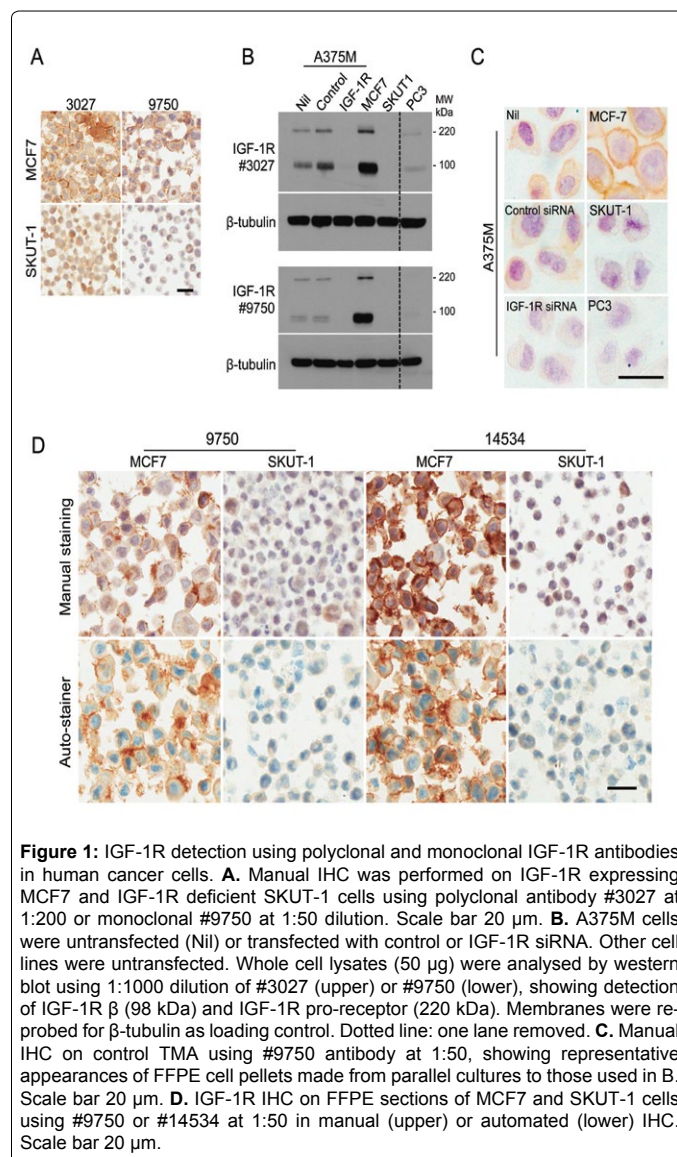 A
3027 9750
MCF7
SKUT-1
B
A375M
Nil
Control
IGF-1R
MCF7
SKUT1
PC3
MW
kDa
IGF-1R
#3027
- 220
- 100
β-tubulin
IGF-1R
#9750
- 220
- 100
β-tubulin
C
A375M
Nil
MCF-7
Control siRNA
SKUT-1
IGF-1R siRNA
PC3
D
9750 14534
MCF7 SKUT-1 MCF7 SKUT-1
Manual staining
Auto-stainer
Figure 1: IGF-1R detection using polyclonal and monoclonal IGF-1R antibodies
in human cancer cells. A. Manual IHC was performed on IGF-1R expressing
MCF7 and IGF-1R deficient SKUT-1 cells using polyclonal antibody #3027 at
1:200 or monoclonal #9750 at 1:50 dilution. Scale bar 20 μm. B. A375M cells
were untransfected (Nil) or transfected with control or IGF-1R siRNA. Other cell
lines were untransfected. Whole cell lysates (50 μg) were analysed by western
blot using 1:1000 dilution of #3027 (upper) or #9750 (lower), showing detection
of IGF-1R β (98 kDa) and IGF-1R pro-receptor (220 kDa). Membranes were re-
probed for β-tubulin as loading control. Dotted line: one lane removed. C. Manual
IHC on control TMA using #9750 antibody at 1:50, showing representative
appearances of FFPE cell pellets made from parallel cultures to those used in B.
Scale bar 20 μm. D. IGF-1R IHC on FFPE sections of MCF7 and SKUT-1 cells
using #9750 or #14534 at 1:50 in manual (upper) or automated (lower) IHC.
Scale bar 20 μm.